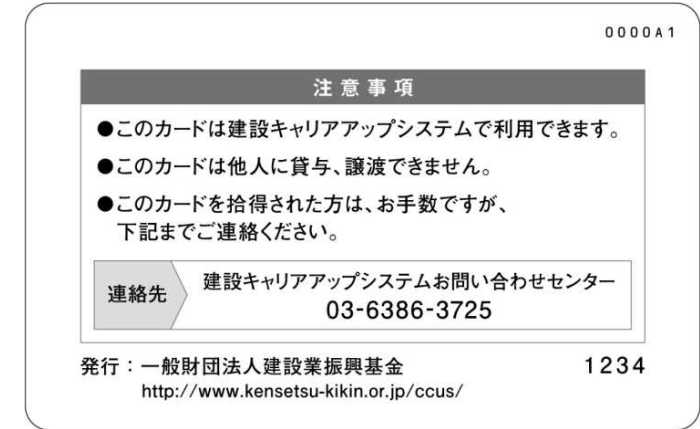 0000A1
注意事項
●このカードは建設キャリアアップシステムで利用できます。
●このカードは他人に貸与、譲渡できません。
●このカードを拾得された方は、お手数ですが、
下記までご連絡ください。
連絡先
建設キャリアアップシステムお問い合わせセンター
03-6386-3725
発行：一般財団法人建設業振興基金
1234
http://www.kensetsu-kikin.or.jp/ccus/